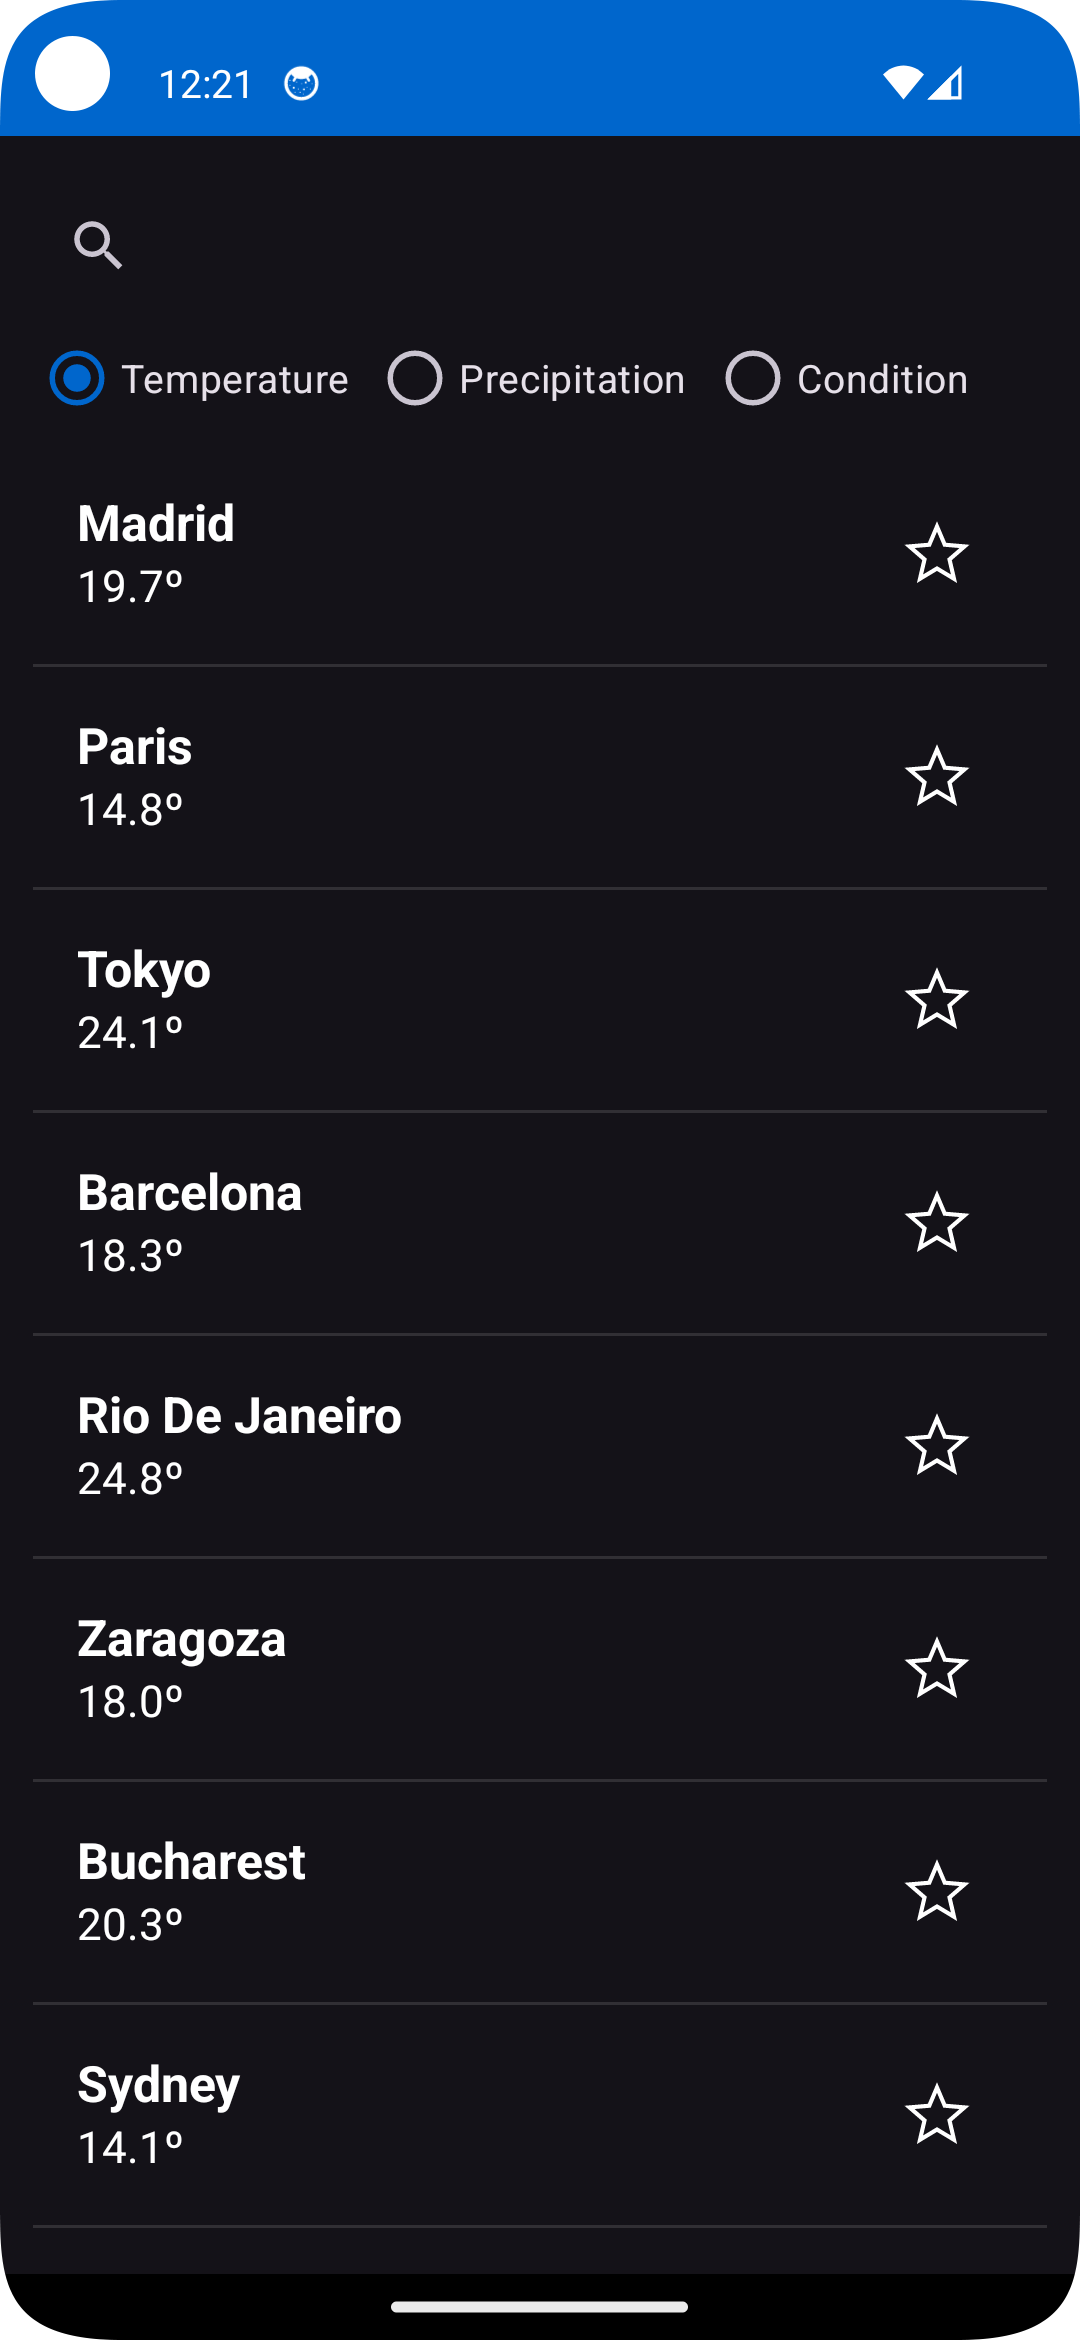 12:21
Temperature Precipitation Condition
Madrid
19.7º
Paris
14.8º
Tokyo
24.1º
Barcelona
18.3º
Rio De Janeiro
24.8º
Zaragoza
18.0º
Bucharest
20.3º
Sydney
14.1º